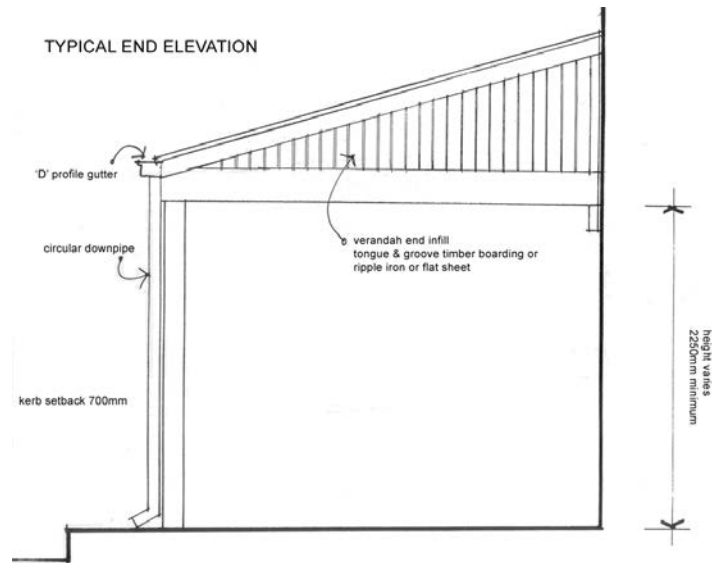 TYPICAL END ELEVATION
'D' profile gutter
circular downpipe
verandah end infill
tongue & groove timber boarding or
ripple iron or flat sheet
kerb setback 700mm
height varies
2250mm minimum